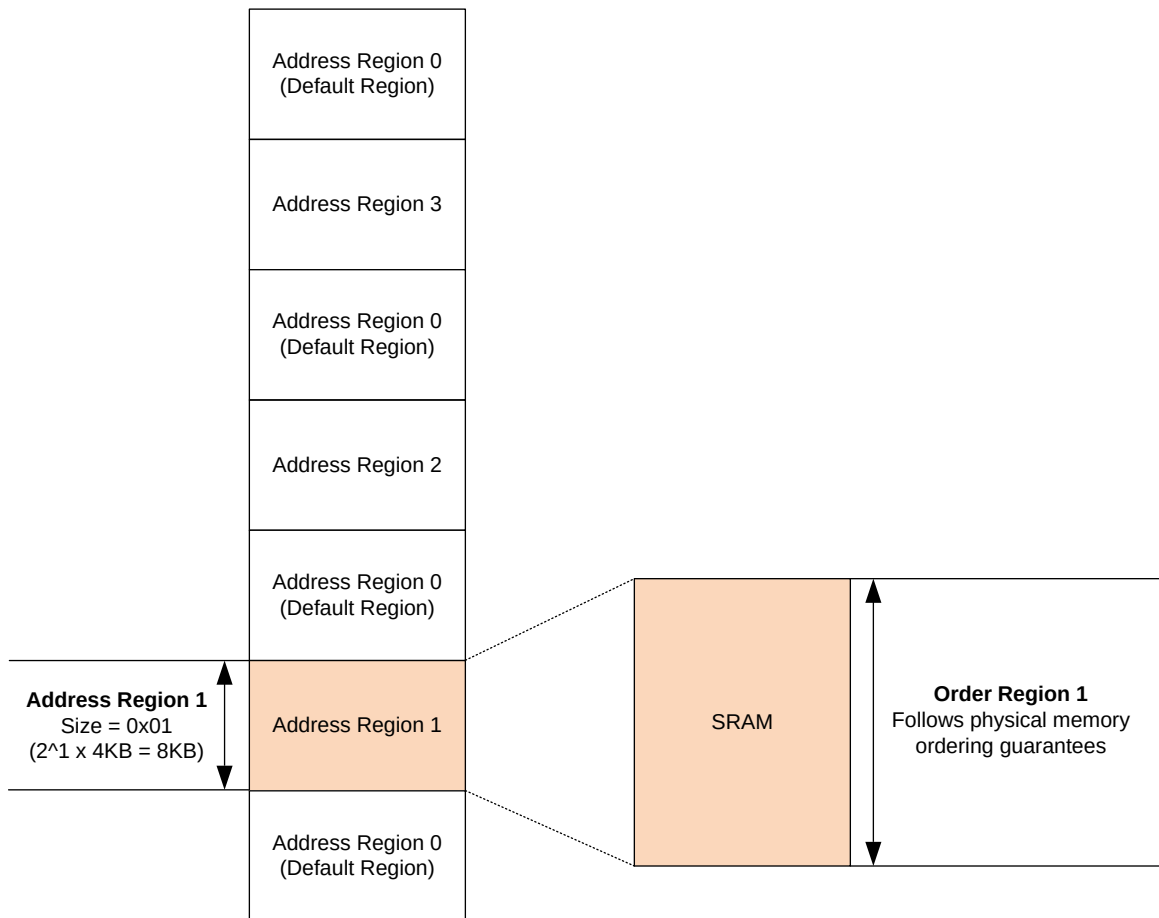 Address Region 0
(Default Region)
Address Region 3
Address Region 0
(Default Region)
Address Region 2
Address Region 0
(Default Region)
Address Region 1
Size = 0x01
(2^1 x 4KB = 8KB)
Address Region 1
SRAM
Order Region 1
Follows physical memory
ordering guarantees
Address Region 0
(Default Region)